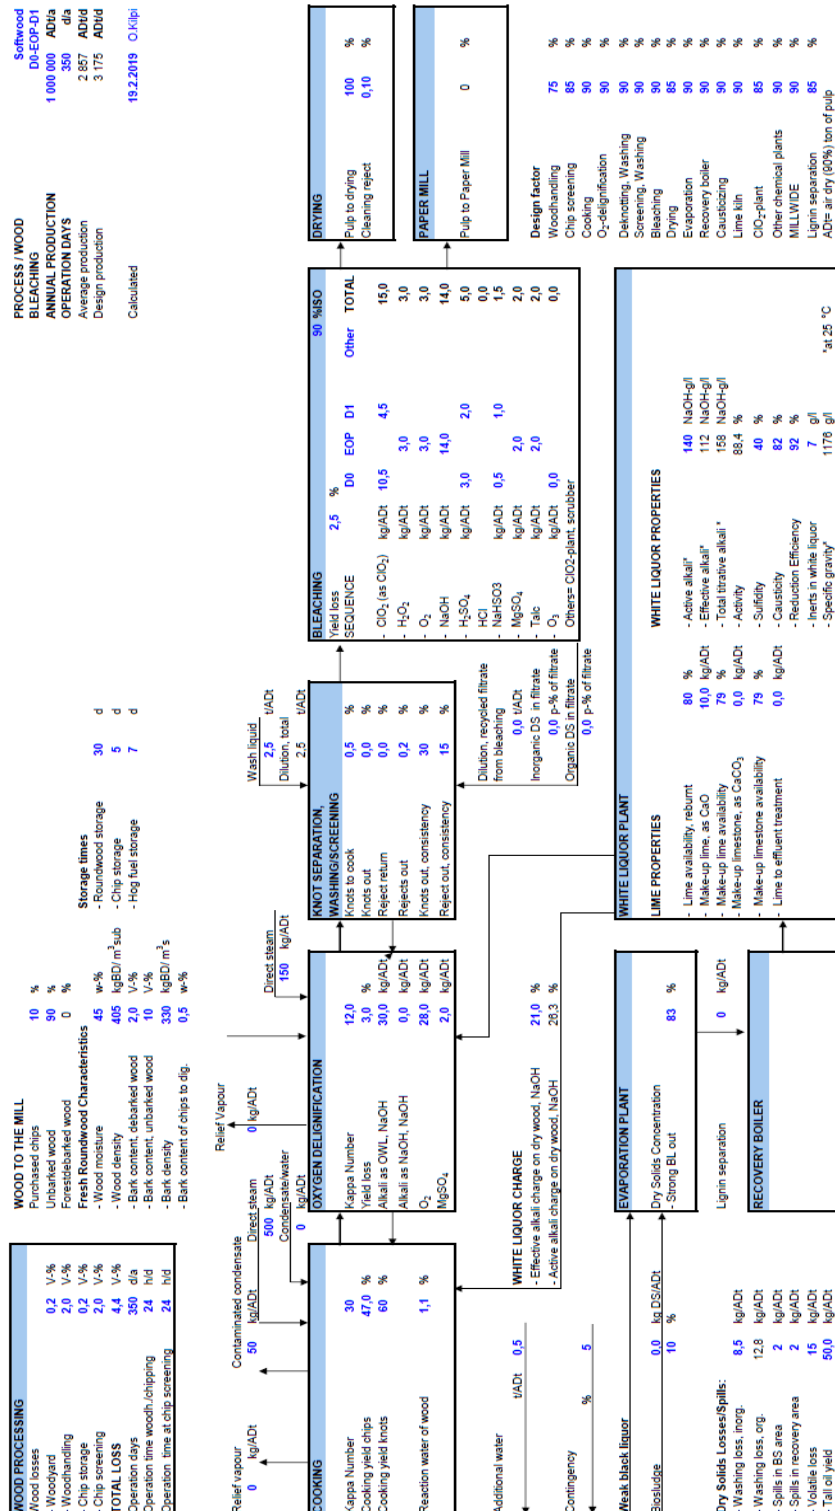 WOOD PROCESSING
Wood losses
- Woodyard 0,2 V-%
- Woodhandling 2,0 V-%
- Chip storage 0,2 V-%
- Chip screening 2,0 V-%
TOTAL LOSS 4,4 V-%
Operation days 350 d/a
Operation time woodh./chipping 24 h/d
Operation time at chip screening 24 h/d
WOOD TO THE MILL
Purchased chips 10 %
Unbarked wood 90 %
Forestdebarked wood 0 %
Fresh Roundwood Characteristics
- Wood moisture 45 w-%
- Wood density 405 kgBD/ m³sub
- Bark content, debarked wood 2,0 V-%
- Bark content, unbarked wood 10 V-%
- Bark density 330 kgBD/ m³s
- Bark content of chips to dig. 0,5 w-%
Storage times
- Roundwood storage 30 d
- Chip storage 5 d
- Hog fuel storage 7 d
PROCESS / WOOD Softwood
BLEACHING D0-EOP-D1
ANNUAL PRODUCTION 1 000 000 ADt/a
OPERATION DAYS 350 d/a
Average production 2 857 ADt/d
Design production 3 175 ADt/d
Calculated 19.2.2019 O.Kilpi
Relief vapour
0 kg/ADt
Contaminated condensate
50 kg/ADt
Direct steam
500 kg/ADt
Condensate/water
0 kg/ADt
Relief Vapour
0 kg/ADt
Direct steam
150 kg/ADt
Wash liquid
2,5 t/ADt
Dilution, total
2,5 t/ADt
COOKING
Kappa Number 30
Cooking yield chips 47,0 %
Cooking yield knots 60 %
Reaction water of wood 1,1 %
OXYGEN DELIGNIFICATION
Kappa Number 12,0
Yield loss 3,0 %
Alkali as OWL, NaOH 30,0 kg/ADt
Alkali as NaOH, NaOH 0,0 kg/ADt
O₂ 28,0 kg/ADt
MgSO₄ 2,0 kg/ADt
KNOT SEPARATION,
WASHING/SCREENING
Knots to cook 0,5 %
Knots out 0,0 %
Reject return 0,0 %
Rejects out 0,2 %
Knots out, consistency 30 %
Reject out, consistency 15 %
BLEACHING 90 %ISO
Yield loss 2,5 %
SEQUENCE D0 EOP D1 Other TOTAL
- ClO₂ (as ClO₂) kg/ADt 10,5 4,5 15,0
- H₂O₂ kg/ADt 3,0 3,0
- O₂ kg/ADt 3,0 3,0
- NaOH kg/ADt 14,0 14,0
- H₂SO₄ kg/ADt 3,0 2,0 5,0
HCl 0,0
- NaHSO3 kg/ADt 0,5 1,0 1,5
- MgSO₄ kg/ADt 2,0 2,0
- Talc kg/ADt 2,0 2,0
- O₃ kg/ADt 0,0 0,0
Others= ClO2-plant, scrubber
DRYING
Pulp to drying 100 %
Cleaning reject 0,10 %
PAPER MILL
Pulp to Paper Mill 0 %
Additional water
t/ADt 0,5
Contingency
% 5
WHITE LIQUOR CHARGE
- Effective alkali charge on dry wood, NaOH 21,0 %
- Active alkali charge on dry wood, NaOH 26,3 %
Dilution, recycled filtrate
from bleaching
0,0 t/ADt
Inorganic DS in filtrate
0,0 p-% of filtrate
Organic DS in filtrate
0,0 p-% of filtrate
Design factor
Woodhandling 75 %
Chip screening 85 %
Cooking 90 %
O₂-delignification 90 %
Deknotting, Washing 90 %
Screening, Washing 90 %
Bleaching 90 %
Drying 85 %
Evaporation 90 %
Recovery boiler 90 %
Causticizing 90 %
Lime kiln 90 %
ClO₂-plant 85 %
Other chemical plants 90 %
MILLWIDE 90 %
Lignin separation 85 %
ADt= air dry (90%) ton of pulp
Weak black liquor
Biosludge
0,0 kg DS/ADt
10 %
EVAPORATION PLANT
Dry Solids Concentration
- Strong BL out 83 %
Lignin separation 0 kg/ADt
RECOVERY BOILER
Dry Solids Losses/Spills:
Washing loss, inorg. 8,5 kg/ADt
Washing loss, org. 12,8 kg/ADt
Spills in BS area 2 kg/ADt
Spills in recovery area 2 kg/ADt
Volatile loss 15 kg/ADt
Tall oil yield 50,0 kg/ADt
WHITE LIQUOR PLANT
LIME PROPERTIES
- Lime availability, reburnt 80 %
- Make-up lime, as CaO 10,0 kg/ADt
- Make-up lime availability 79 %
- Make-up limestone, as CaCO₃ 0,0 kg/ADt
- Make-up limestone availability 79 %
- Lime to effluent treatment 0,0 kg/ADt
WHITE LIQUOR PROPERTIES
- Active alkali* 140 NaOH-g/l
- Effective alkali* 112 NaOH-g/l
- Total titrative alkali * 158 NaOH-g/l
- Activity 88,4 %
- Sulfidity 40 %
- Causticity 82 %
- Reduction Efficiency 92 %
- Inerts in white liquor 7 g/l
- Specific gravity* 1176 g/l
*at 25 °C